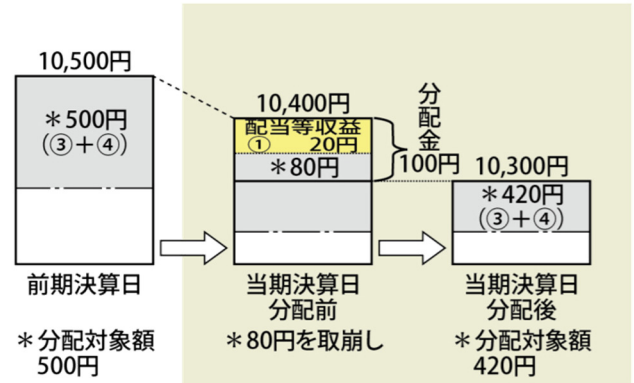 10,500円
＊500円
(③＋④)
前期決算日
＊分配対象額
500円
10,400円
配当等収益
① 20円
＊80円
分配金
100円
当期決算日
分配前
＊80円を取崩し
10,300円
＊420円
(③＋④)
当期決算日
分配後
＊分配対象額
420円